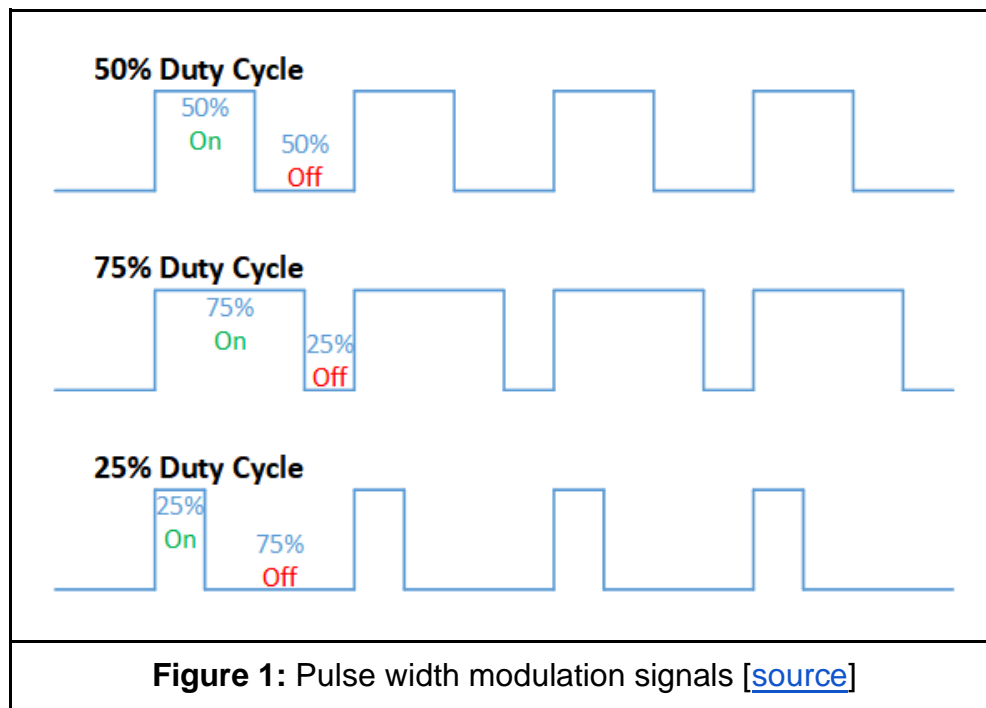 50% Duty Cycle
50%
On
50%
Off
75% Duty Cycle
75%
On
25%
Off
25% Duty Cycle
25%
On
75%
Off
Figure 1: Pulse width modulation signals [source]